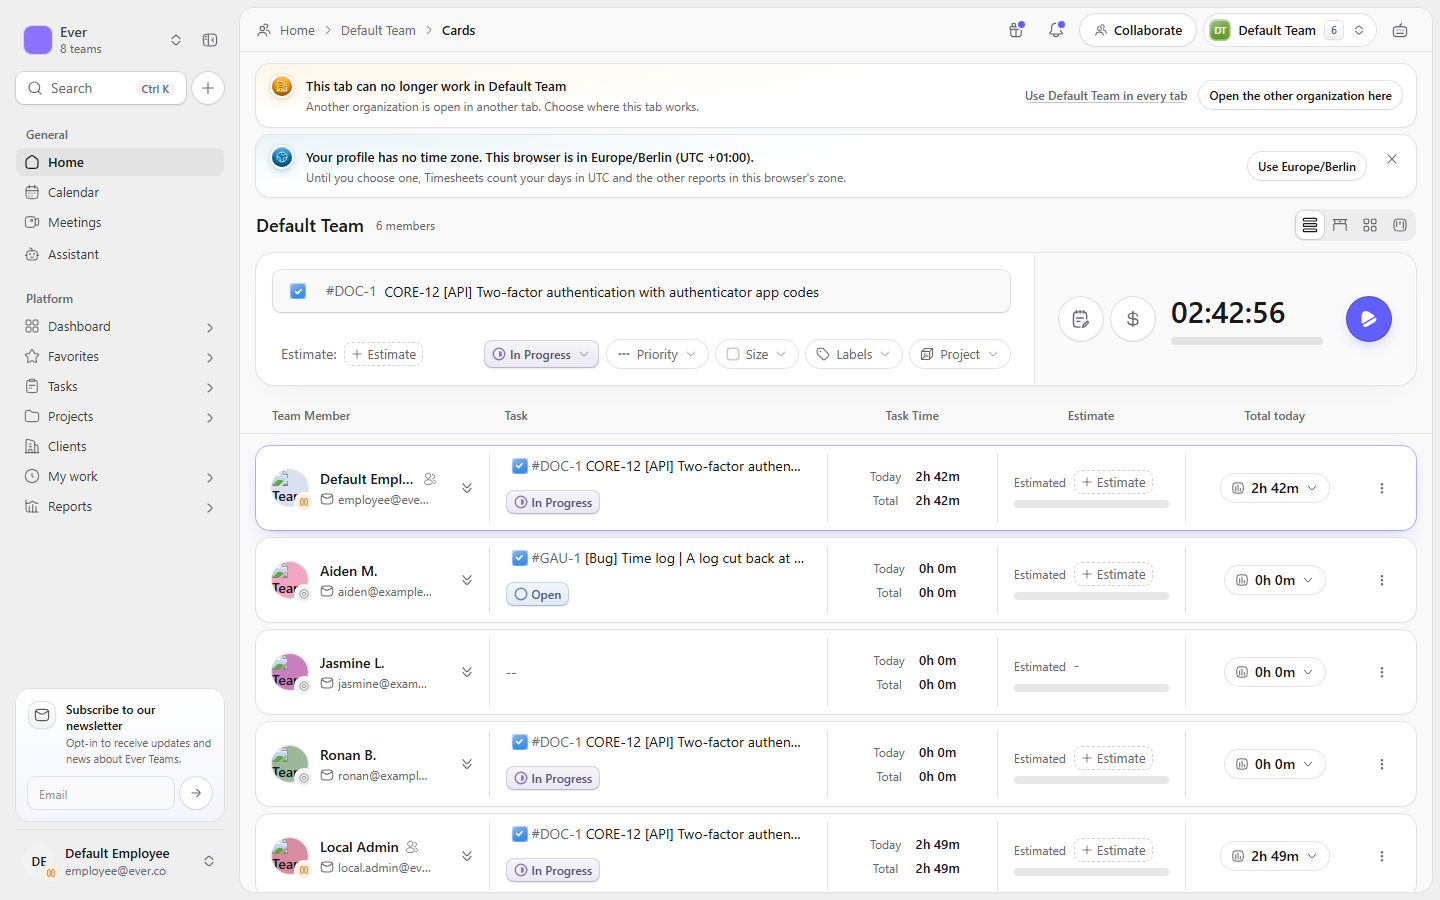 Ever
8 teams
Search
Ctrl K
General
Home
Calendar
Meetings
Assistant
Platform
Dashboard
Favorites
Tasks
Projects
Clients
My work
Reports
Subscribe to our
newsletter
Opt-in to receive updates and
news about Ever Teams.
Email
DE
Default Employee
employee@ever.co
Home
Default Team
Cards
Collaborate
DT
Default Team
6
This tab can no longer work in Default Team
Another organization is open in another tab. Choose where this tab works.
Use Default Team in every tab
Open the other organization here
Your profile has no time zone. This browser is in Europe/Berlin (UTC +01:00).
Until you choose one, Timesheets count your days in UTC and the other reports in this browser's zone.
Use Europe/Berlin
Default Team
6 members
#DOC-1 CORE-12 [API] Two-factor authentication with authenticator app codes
Estimate:
+ Estimate
In Progress
Priority
Size
Labels
Project
02:42:56
Team Member
Task
Task Time
Estimate
Total today
Default Empl...
employee@eve...
#DOC-1 CORE-12 [API] Two-factor authen...
In Progress
Today 2h 42m
Total 2h 42m
Estimated + Estimate
2h 42m
Aiden M.
aiden@example...
#GAU-1 [Bug] Time log | A log cut back at ...
Open
Today 0h 0m
Total 0h 0m
Estimated + Estimate
0h 0m
Jasmine L.
jasmine@exam...
--
Today 0h 0m
Total 0h 0m
Estimated -
0h 0m
Ronan B.
ronan@exampl...
#DOC-1 CORE-12 [API] Two-factor authen...
In Progress
Today 0h 0m
Total 0h 0m
Estimated + Estimate
0h 0m
Local Admin
local.admin@ev...
#DOC-1 CORE-12 [API] Two-factor authen...
In Progress
Today 2h 49m
Total 2h 49m
Estimated + Estimate
2h 49m